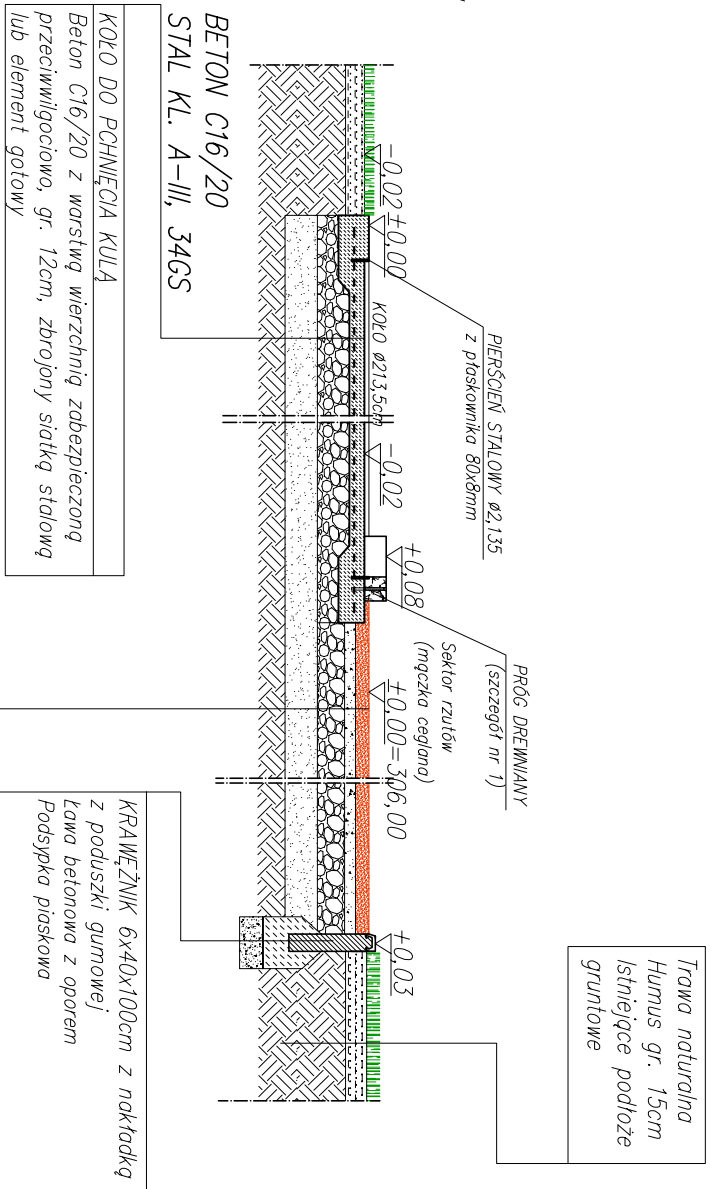 Trawa naturalna
Humus gr. 15cm
Istniejące podłoże
gruntowe
PIERŚCIEŃ STALOWY ø2,135
z płaskownika 80x8mm
PRÓG DREWNIANY
(szczegół nr 1)
Sektor rzutów
(mączka ceglana)
-0,02
±0,00
KOŁO ø213,5cm
-0,02
+0,08
±0,00=306,00
+0,03
BETON C16/20
STAL KL. A-III, 34GS
KOŁO DO PCHNIĘCIA KULĄ
Beton C16/20 z warstwą wierzchnią zabezpieczoną
przeciwwilgociowo, gr. 12cm, zbrojony siatką stalową
lub element gotowy
KRAWĘŻNIK 6x40x100cm z nakładką
z poduszki gumowej
Ława betonowa z oporem
Podsypka piaskowa